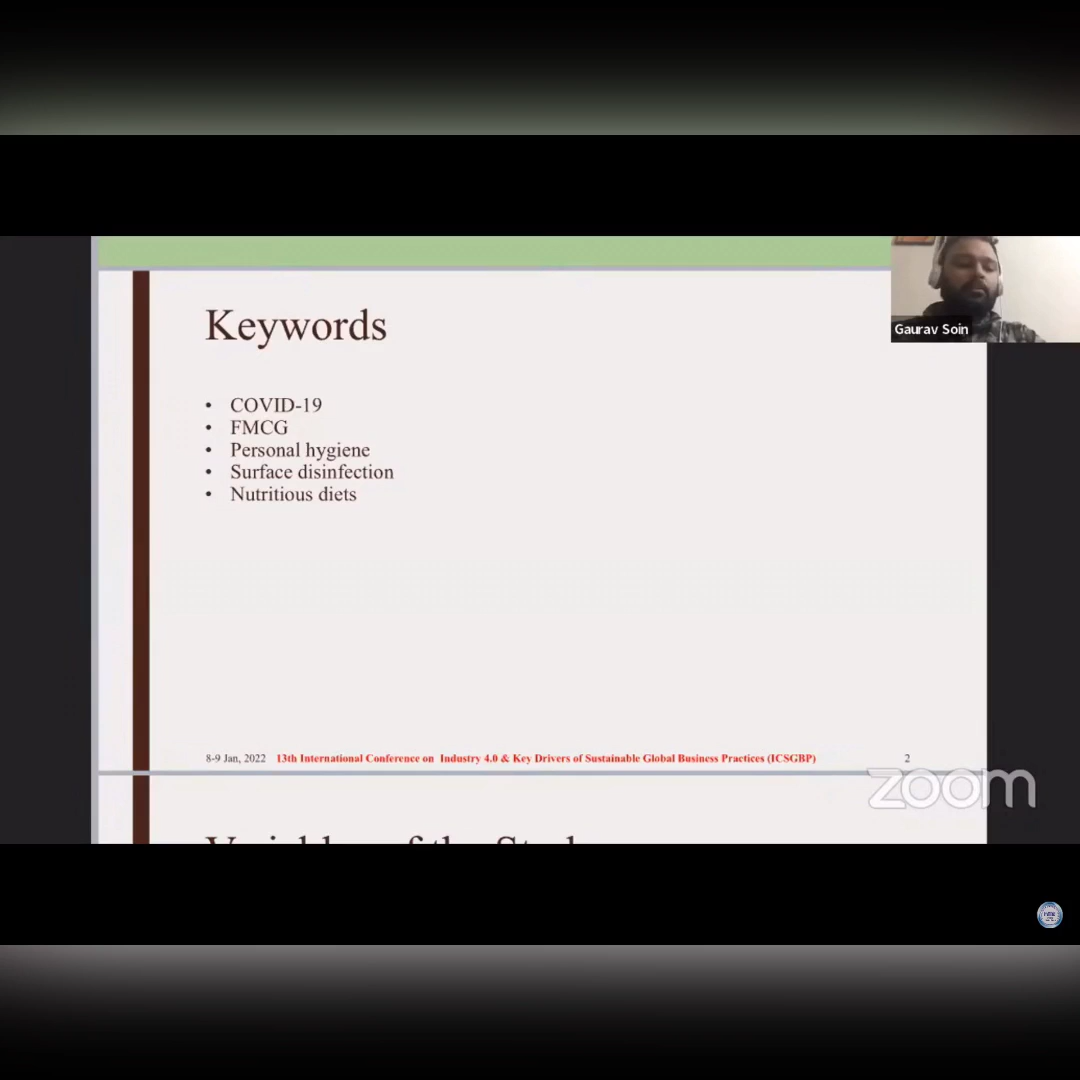 Keywords
• COVID-19
• FMCG
• Personal hygiene
• Surface disinfection
• Nutritious diets
8-9 Jan, 2022 13th International Conference on Industry 4.0 & Key Drivers of Sustainable Global Business Practices (ICSGBP) 2
Gaurav Soin
zoom